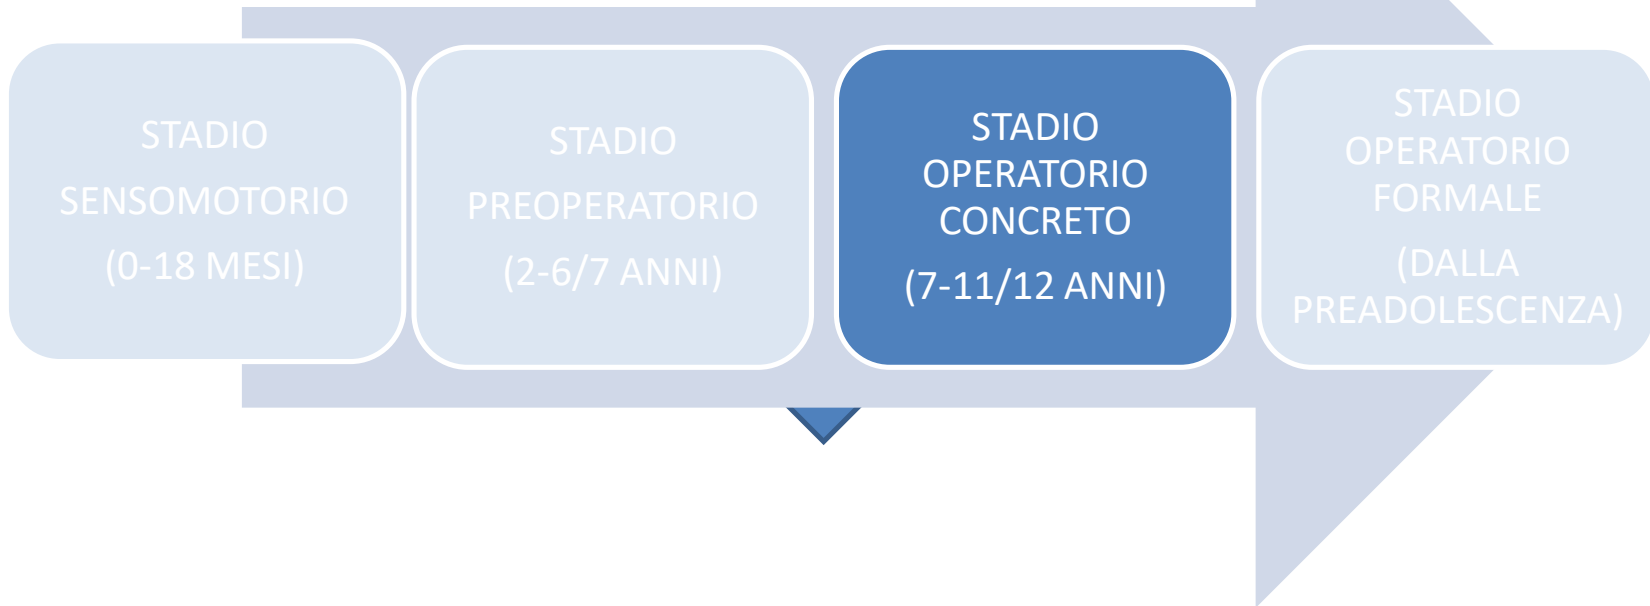 STADIO
SENSOMOTORIO
(0-18 MESI)
STADIO
PREOPERATORIO
(2-6/7 ANNI)
STADIO
OPERATORIO
CONCRETO
(7-11/12 ANNI)
STADIO
OPERATORIO
FORMALE
(DALLA
PREADOLESCENZA)